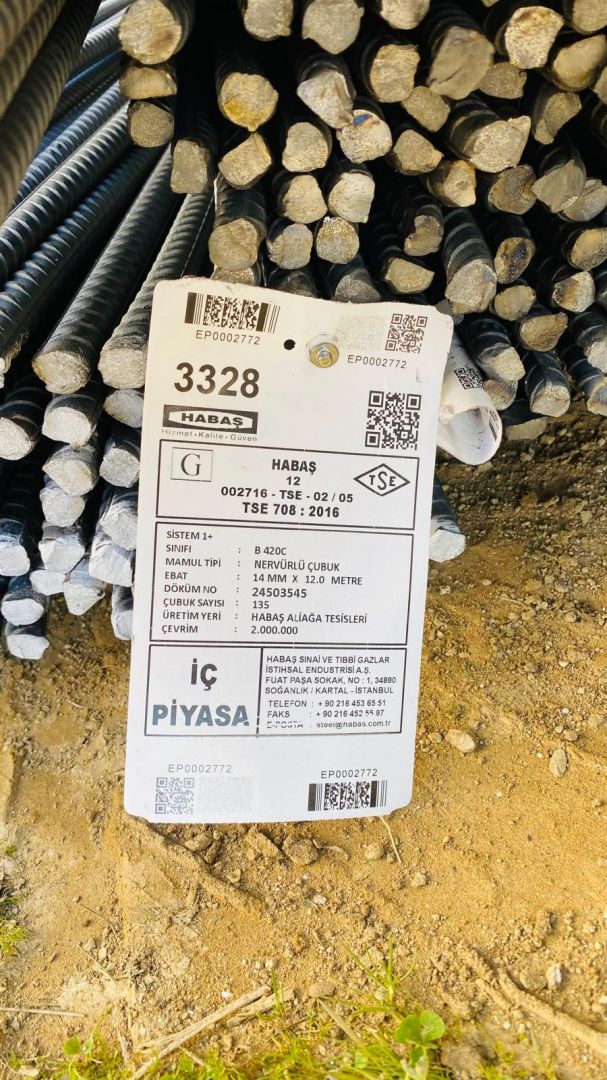 EP0002772
EP0002772
3328
HABAŞ
Hizmet • Kalite • Güven
G
HABAŞ
12
002716 - TSE - 02 / 05
TSE 708 : 2016
TSE
SİSTEM 1+
SINIFI : B 420C
MAMUL TİPİ : NERVÜRLÜ ÇUBUK
EBAT : 14 MM X 12.0 METRE
DÖKÜM NO : 24503545
ÇUBUK SAYISI : 135
ÜRETİM YERİ : HABAŞ ALİAĞA TESİSLERİ
ÇEVRİM : 2.000.000
İÇ
PİYASA
HABAŞ SINAİ VE TIBBİ GAZLAR
İSTİHSAL ENDUSTRİSİ A.Ş.
FUAT PAŞA SOKAK, NO : 1, 34880
SOĞANLIK / KARTAL - İSTANBUL
TELEFON : + 90 216 453 65 51
FAKS : + 90 216 452 55 97
E-POSTA : steel@habas.com.tr
EP0002772
EP0002772